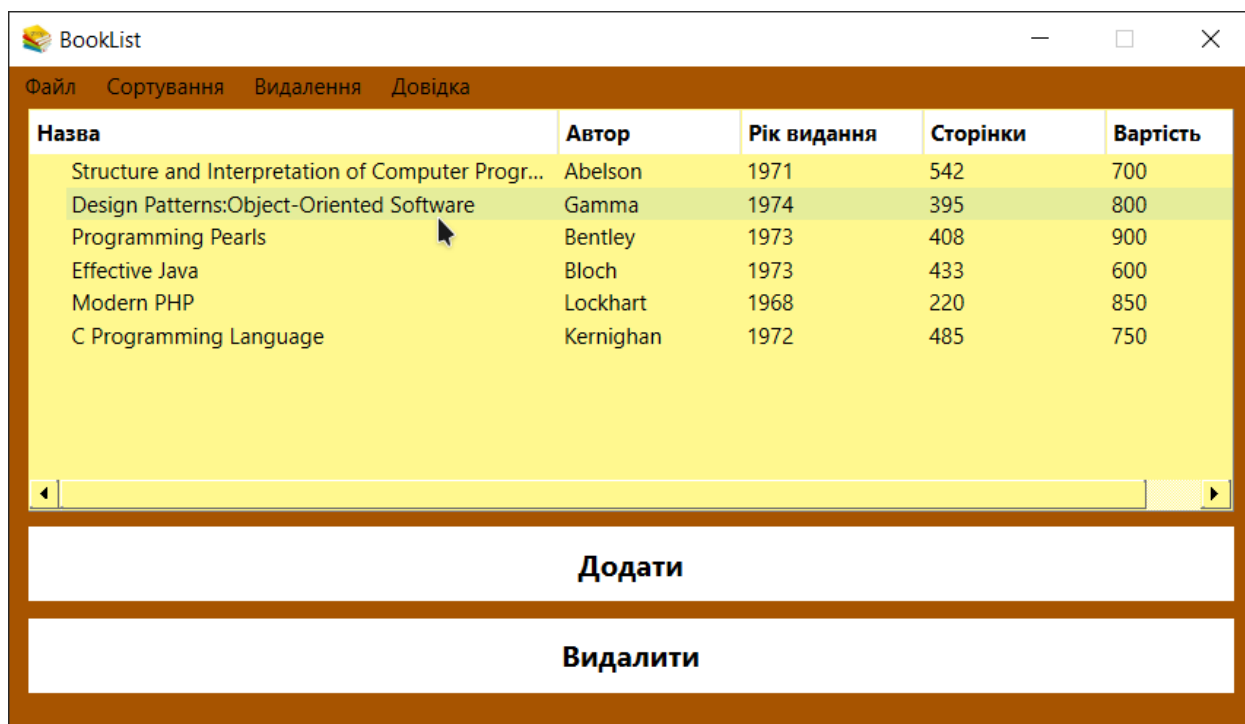 BookList
Файл Сортування Видалення Довідка
Назва Автор Рік видання Сторінки Вартість
Structure and Interpretation of Computer Progr... Abelson 1971 542 700
Design Patterns:Object-Oriented Software Gamma 1974 395 800
Programming Pearls Bentley 1973 408 900
Effective Java Bloch 1973 433 600
Modern PHP Lockhart 1968 220 850
C Programming Language Kernighan 1972 485 750
Додати
Видалити